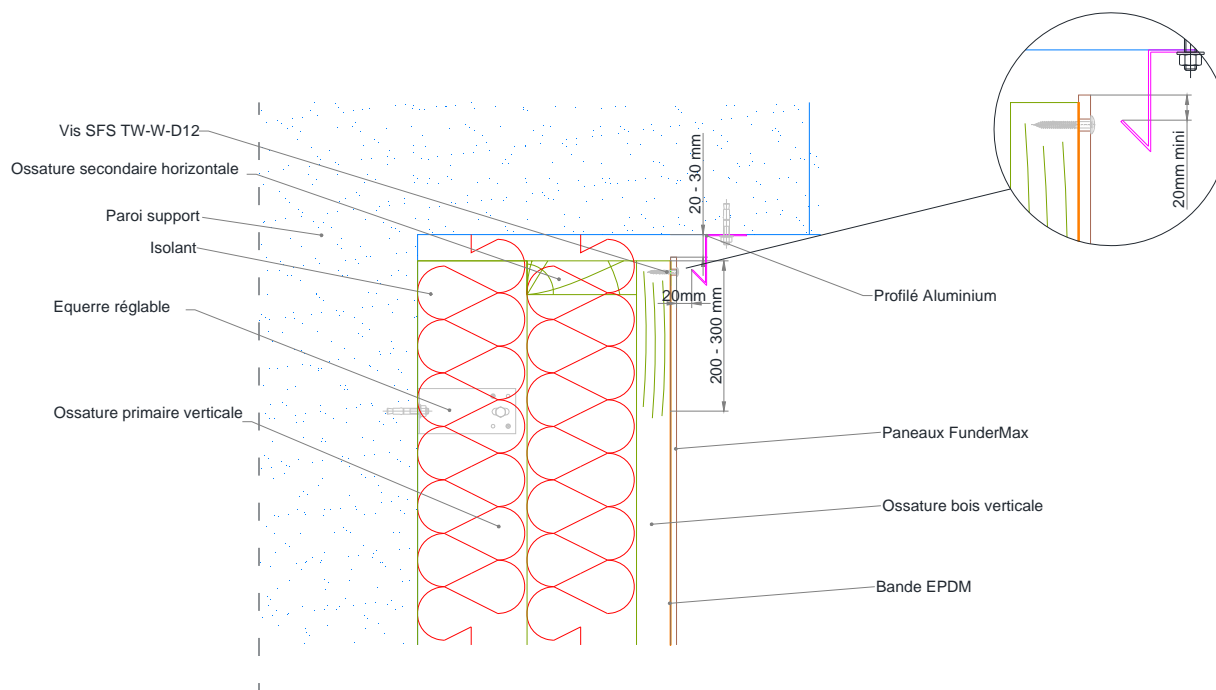 Vis SFS TW-W-D12
Ossature secondaire horizontale
Paroi support
Isolant
Equerre réglable
Ossature primaire verticale
20 - 30 mm
20mm
200 - 300 mm
20mm mini
Profilé Aluminium
Paneaux FunderMax
Ossature bois verticale
Bande EPDM